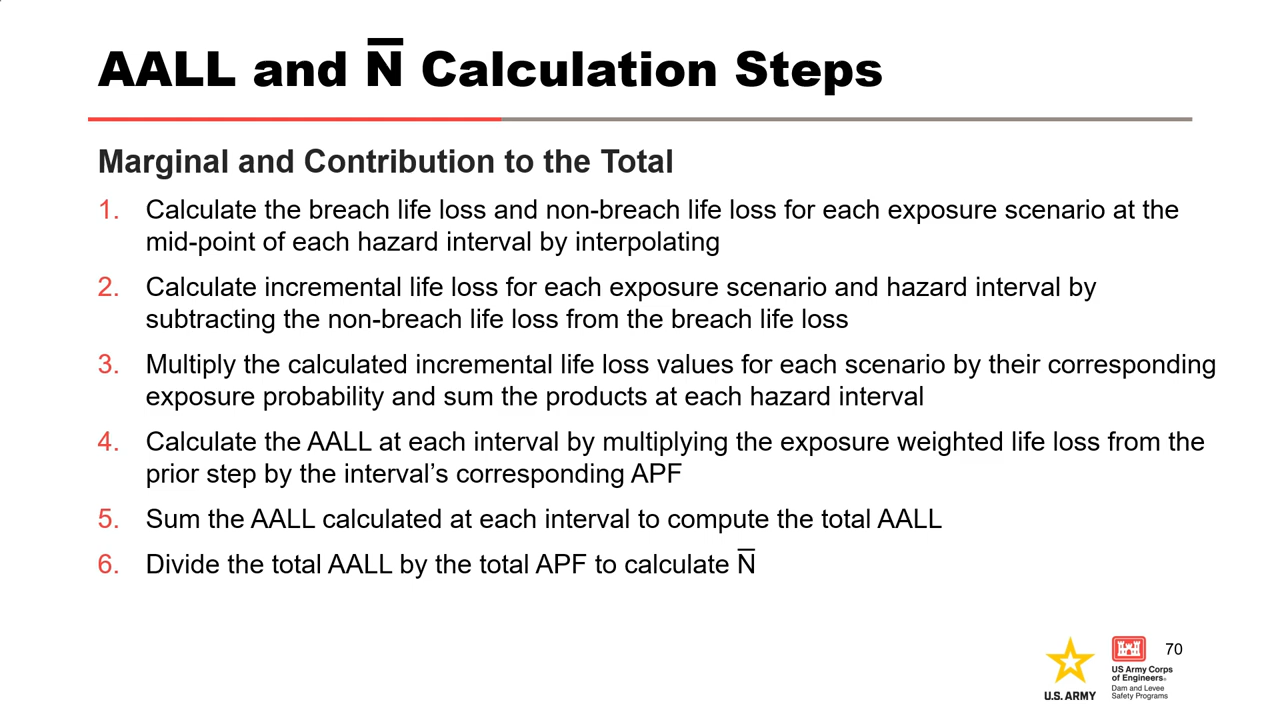 AALL and N̅ Calculation Steps
Marginal and Contribution to the Total
1. Calculate the breach life loss and non-breach life loss for each exposure scenario at the
mid-point of each hazard interval by interpolating
2. Calculate incremental life loss for each exposure scenario and hazard interval by
subtracting the non-breach life loss from the breach life loss
3. Multiply the calculated incremental life loss values for each scenario by their corresponding
exposure probability and sum the products at each hazard interval
4. Calculate the AALL at each interval by multiplying the exposure weighted life loss from the
prior step by the interval’s corresponding APF
5. Sum the AALL calculated at each interval to compute the total AALL
6. Divide the total AALL by the total APF to calculate N̅
70
U.S. ARMY
US Army Corps
of Engineers®
Dam and Levee
Safety Programs